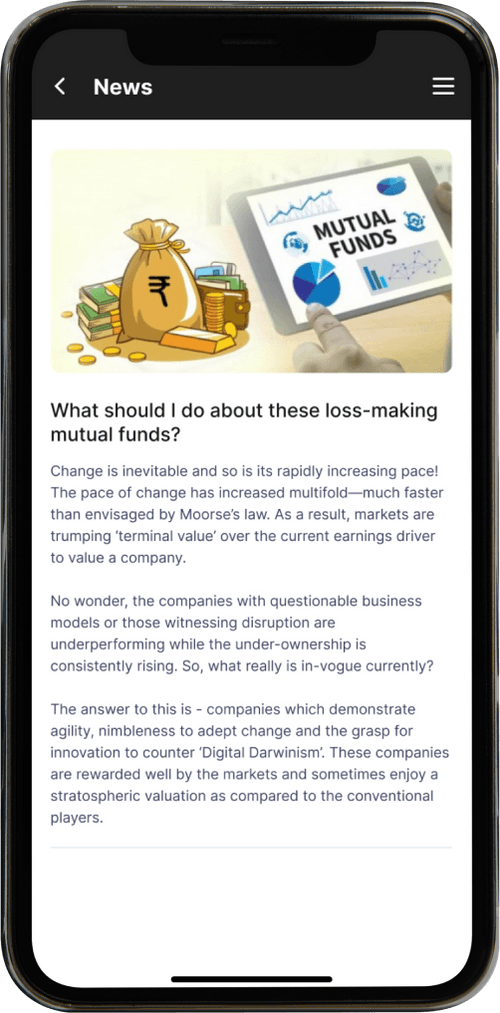 News
₹
MUTUAL
FUNDS
What should I do about these loss-making
mutual funds?
Change is inevitable and so is its rapidly increasing pace!
The pace of change has increased multifold—much faster
than envisaged by Moorse’s law. As a result, markets are
trumping ‘terminal value’ over the current earnings driver
to value a company.
No wonder, the companies with questionable business
models or those witnessing disruption are
underperforming while the under-ownership is
consistently rising. So, what really is in-vogue currently?
The answer to this is - companies which demonstrate
agility, nimbleness to adept change and the grasp for
innovation to counter ‘Digital Darwinism’. These companies
are rewarded well by the markets and sometimes enjoy a
stratospheric valuation as compared to the conventional
players.